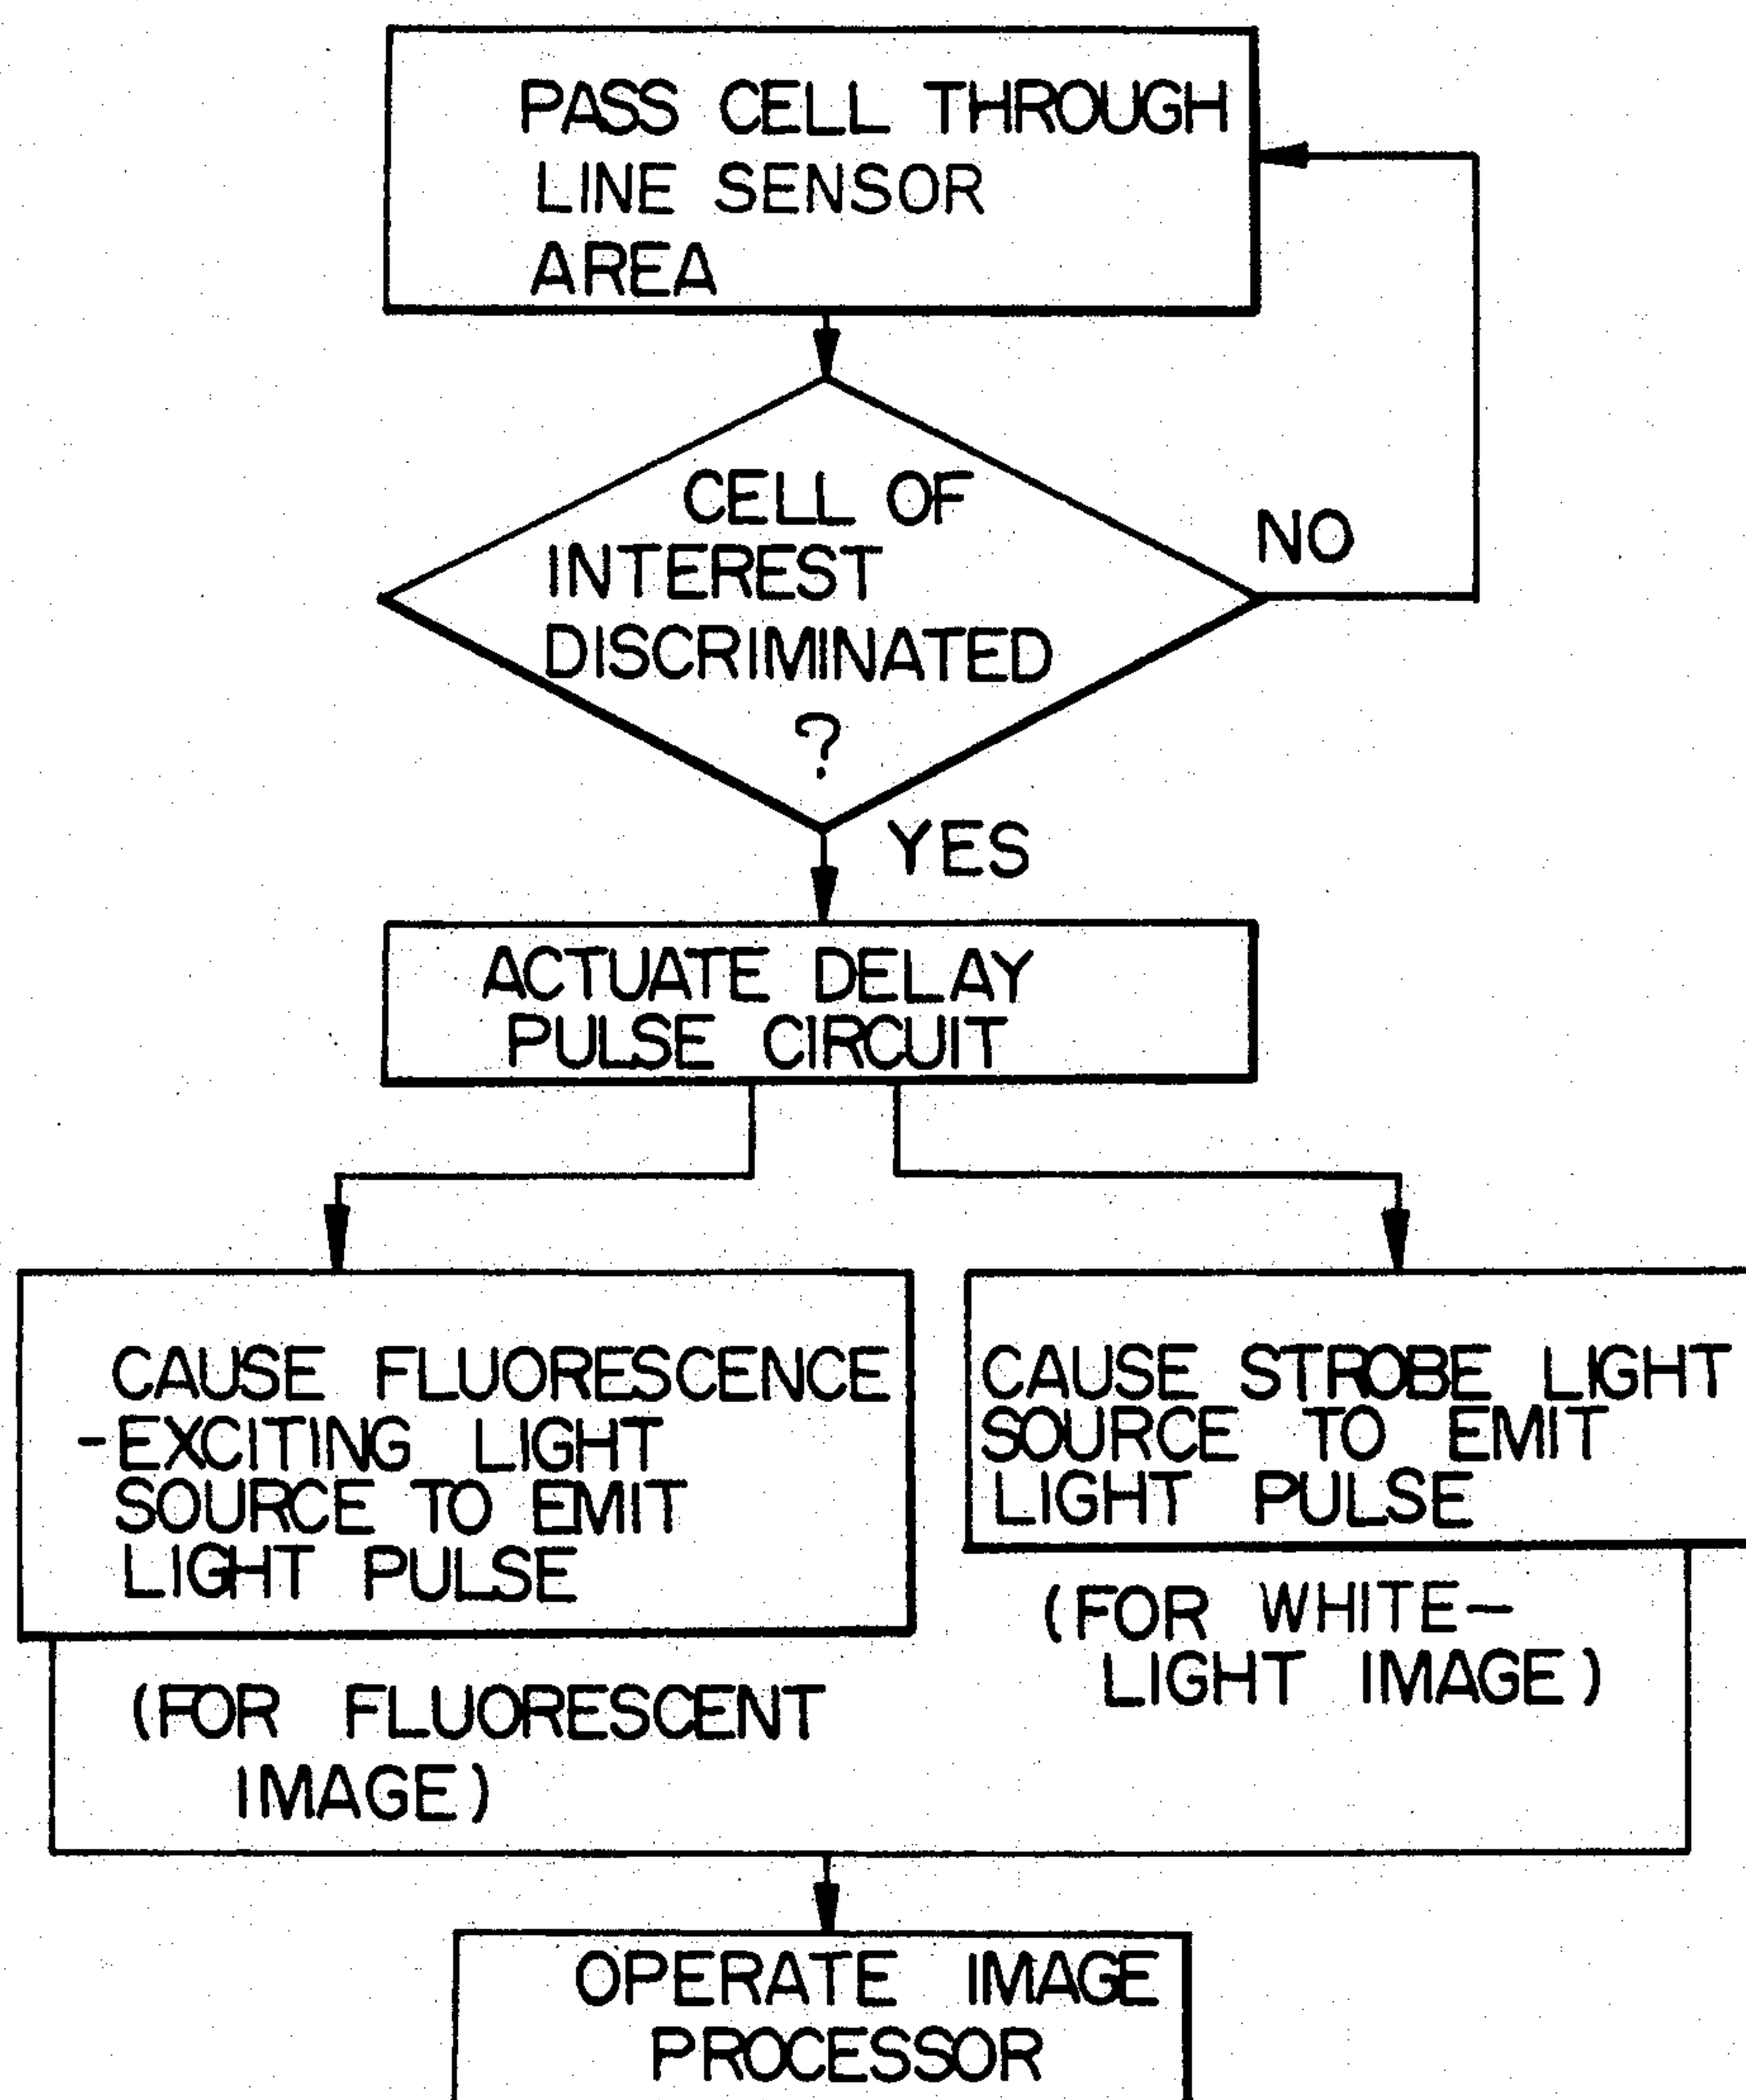 PASS CELL THROUGH
LINE SENSOR
AREA
CELL OF
INTEREST
DISCRIMINATED
?
NO
YES
ACTUATE DELAY
PULSE CIRCUIT
CAUSE FLUORESCENCE
-EXCITING LIGHT
SOURCE TO EMIT
LIGHT PULSE
(FOR FLUORESCENT
IMAGE)
CAUSE STROBE LIGHT
SOURCE TO EMIT
LIGHT PULSE
(FOR WHITE-
LIGHT IMAGE)
OPERATE IMAGE
PROCESSOR